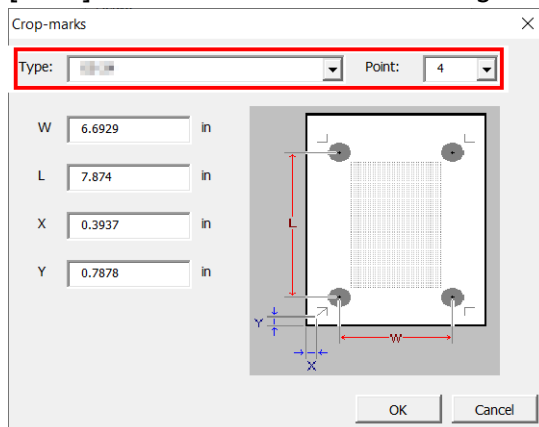 Crop-marks
Type:
Point:
4
W 6.6929 in
L 7.874 in
X 0.3937 in
Y 0.7878 in
L
Y
W
X
OK
Cancel